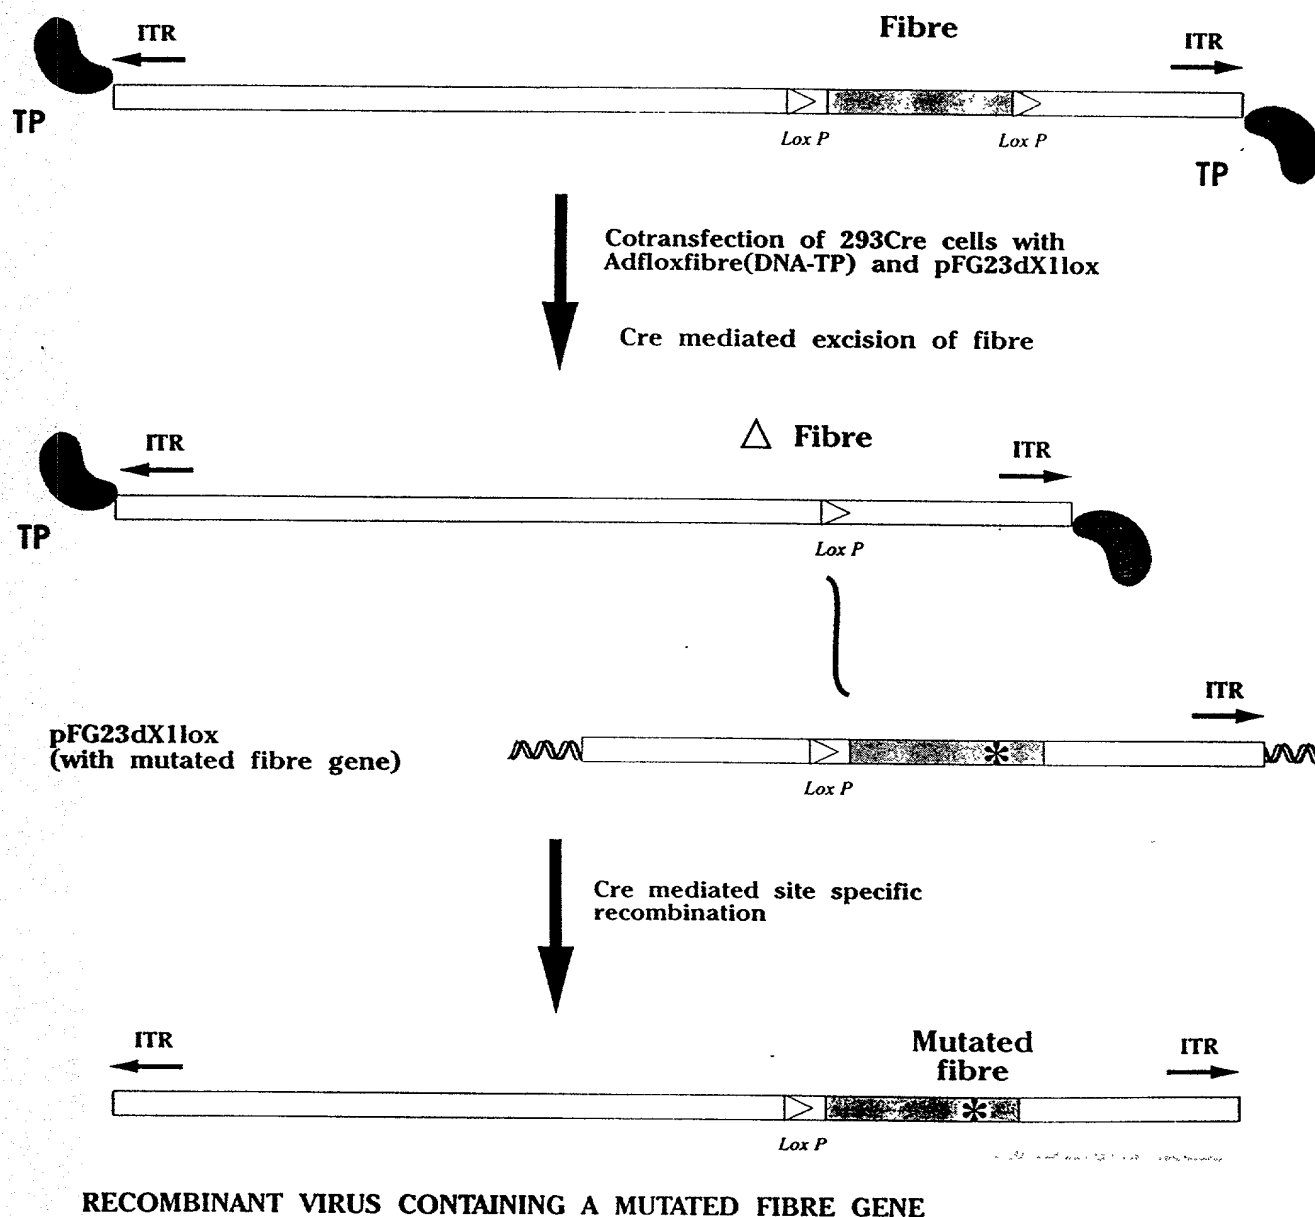 ITR
Fibre
ITR
TP
Lox P
Lox P
TP
Cotransfection of 293Cre cells with
Adfloxfibre(DNA-TP) and pFG23dX1lox
Cre mediated excision of fibre
ITR
△ Fibre
ITR
TP
Lox P
ITR
pFG23dX1lox
(with mutated fibre gene)
*
Lox P
Cre mediated site specific
recombination
ITR
Mutated
fibre
ITR
*
Lox P
RECOMBINANT VIRUS CONTAINING A MUTATED FIBRE GENE